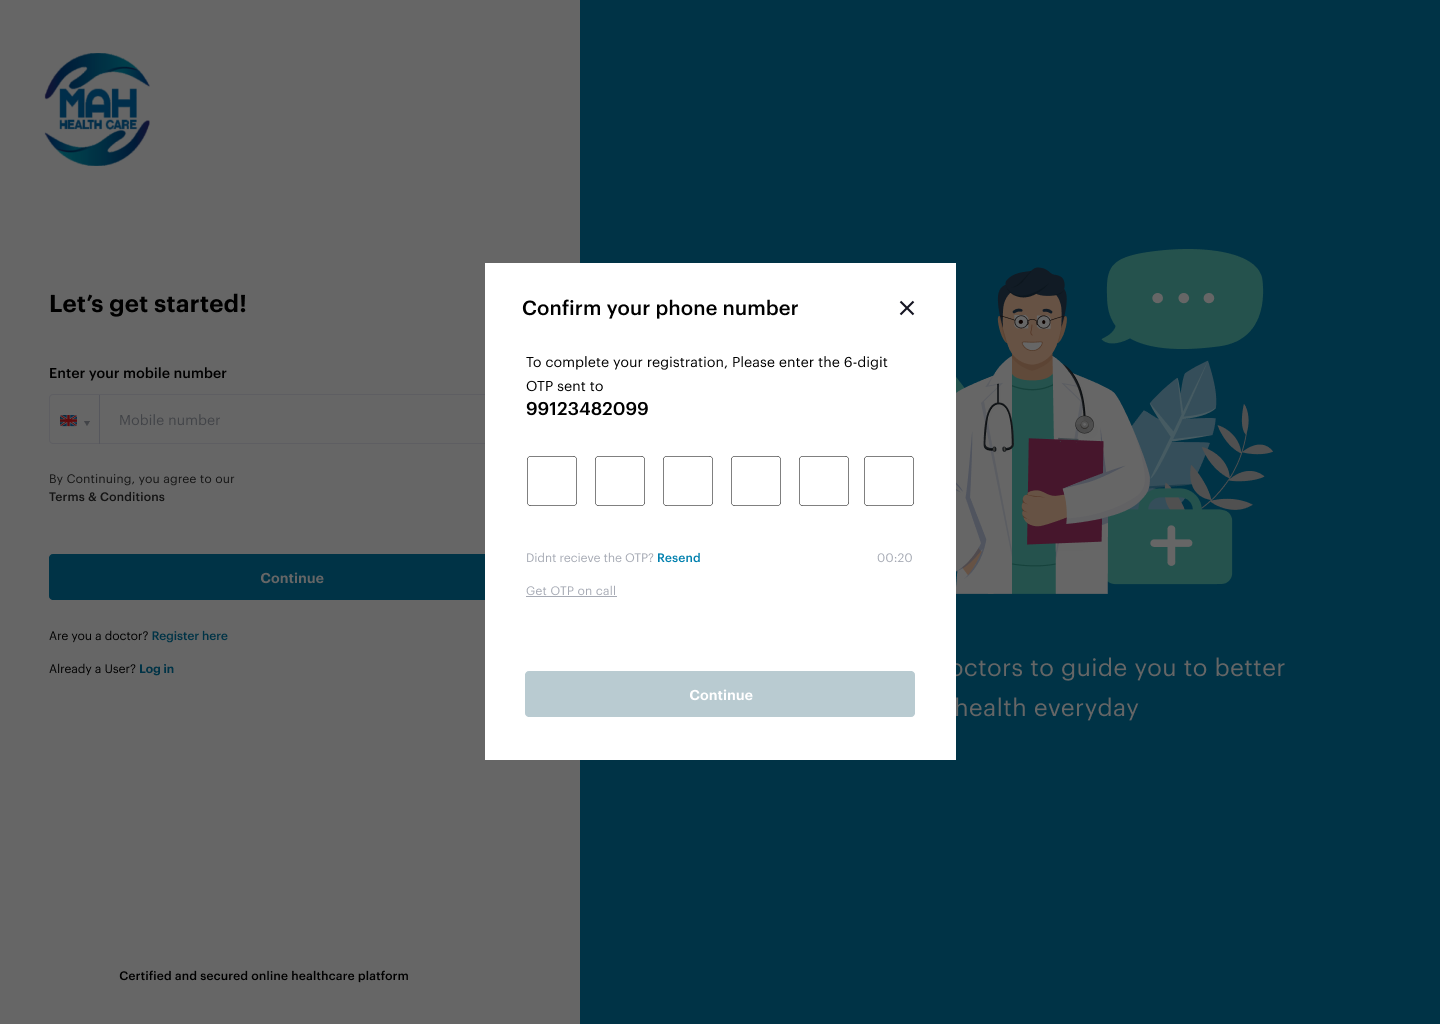 MAH
HEALTH CARE
Let’s get started!
Enter your mobile number
Mobile number
By Continuing, you agree to our
Terms & Conditions
Continue
Are you a doctor? Register here
Already a User? Log in
Certified and secured online healthcare platform
Confirm your phone number
To complete your registration, Please enter the 6-digit
OTP sent to
99123482099
Didnt recieve the OTP? Resend
00:20
Get OTP on call
Continue
to guide you to better
health everyday